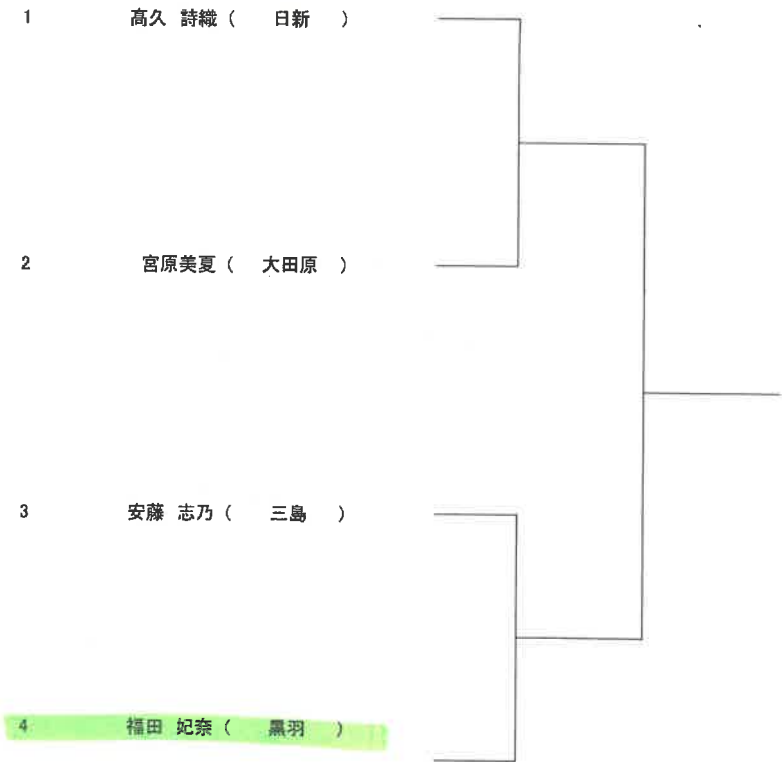 1 髙久 詩織 ( 日新 )
2 宮原美夏 ( 大田原 )
3 安藤 志乃 ( 三島 )
4 福田 妃奈 ( 黒羽 )